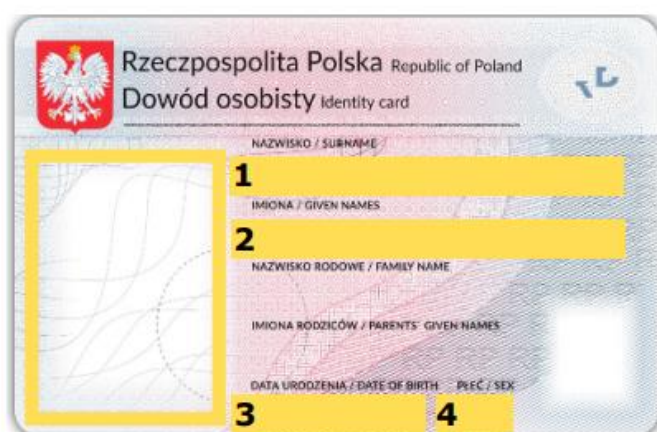 Rzeczpospolita Polska Republic of Poland
Dowód osobisty Identity card
NAZWISKO / SURNAME
1
IMIONA / GIVEN NAMES
2
NAZWISKO RODOWE / FAMILY NAME
IMIONA RODZICÓW / PARENTS' GIVEN NAMES
DATA URODZENIA / DATE OF BIRTH PŁEĆ / SEX
3 4